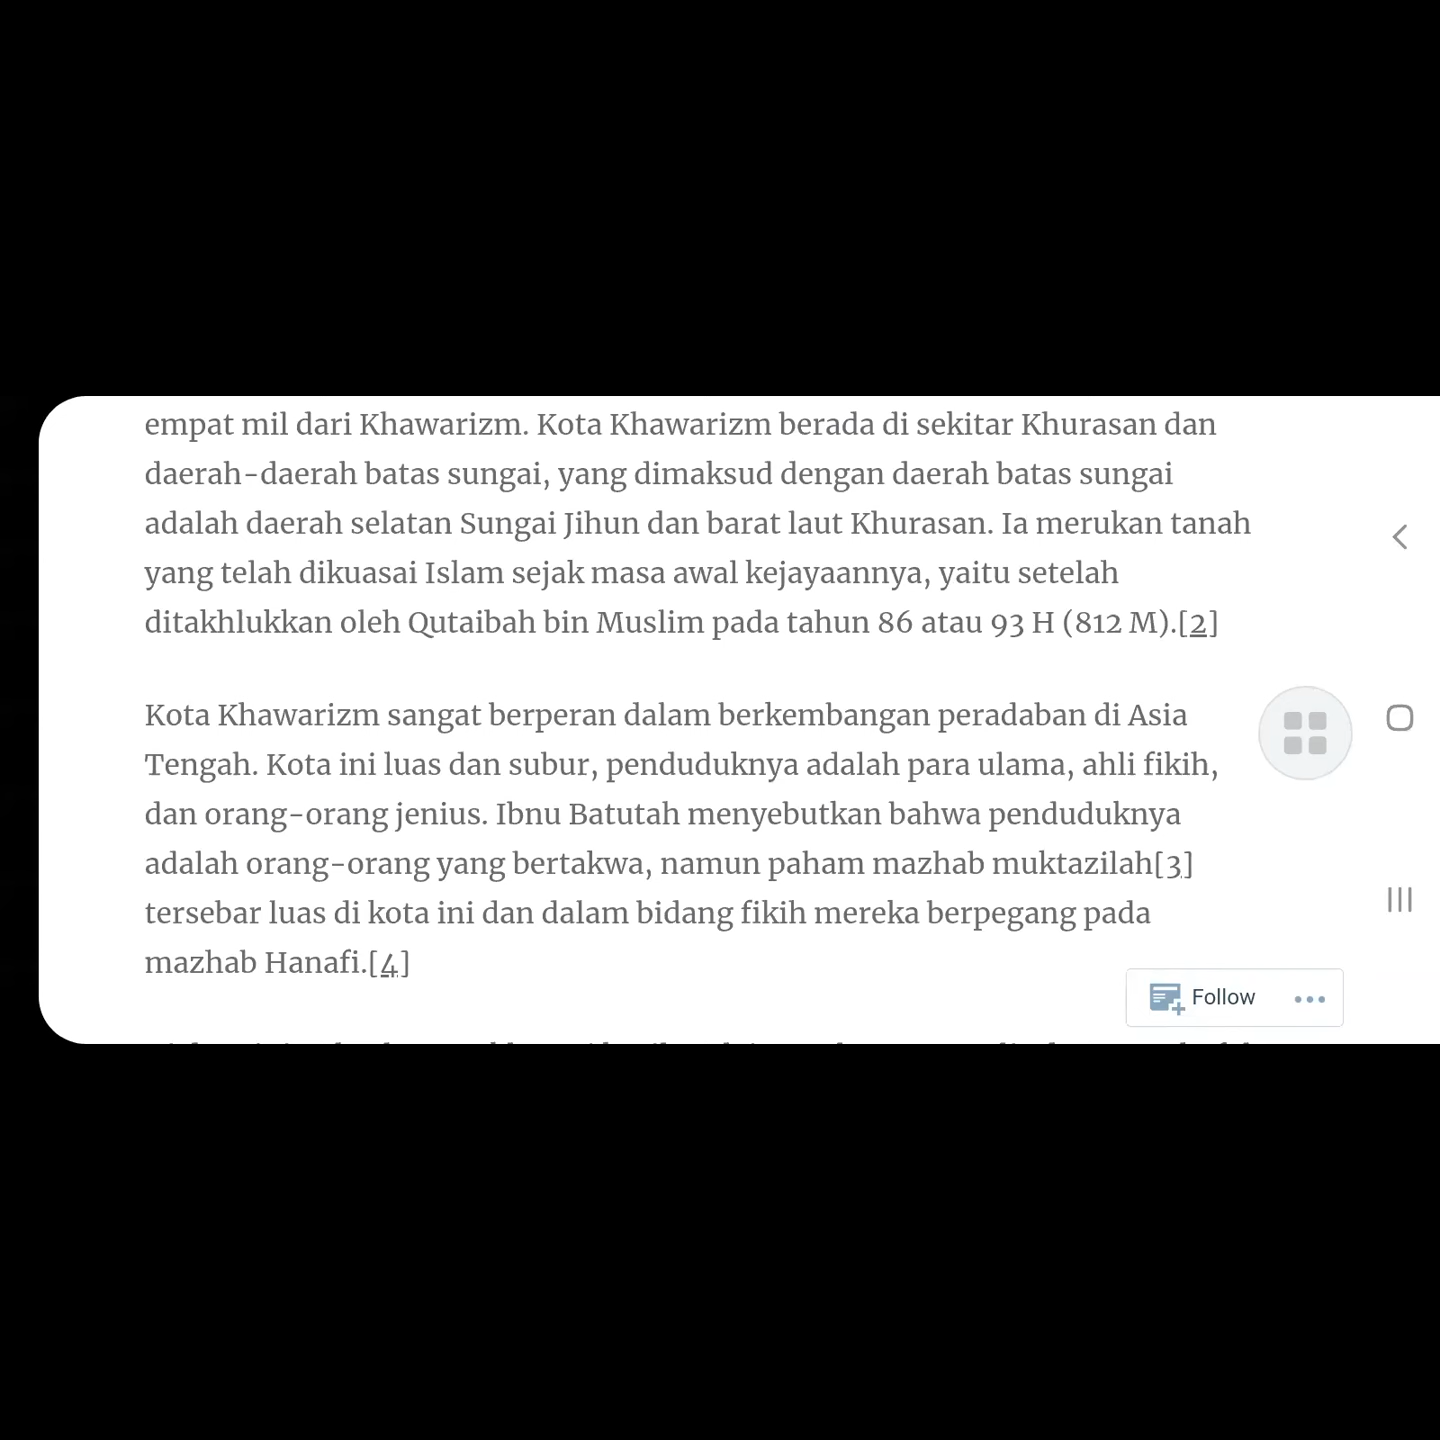 empat mil dari Khawarizm. Kota Khawarizm berada di sekitar Khurasan dan
daerah-daerah batas sungai, yang dimaksud dengan daerah batas sungai
adalah daerah selatan Sungai Jihun dan barat laut Khurasan. Ia merukan tanah
yang telah dikuasai Islam sejak masa awal kejayaannya, yaitu setelah
ditakhlukkan oleh Qutaibah bin Muslim pada tahun 86 atau 93 H (812 M).[2]
Kota Khawarizm sangat berperan dalam berkembangan peradaban di Asia
Tengah. Kota ini luas dan subur, penduduknya adalah para ulama, ahli fikih,
dan orang-orang jenius. Ibnu Batutah menyebutkan bahwa penduduknya
adalah orang-orang yang bertakwa, namun paham mazhab muktazilah[3]
tersebar luas di kota ini dan dalam bidang fikih mereka berpegang pada
mazhab Hanafi.[4]
Follow